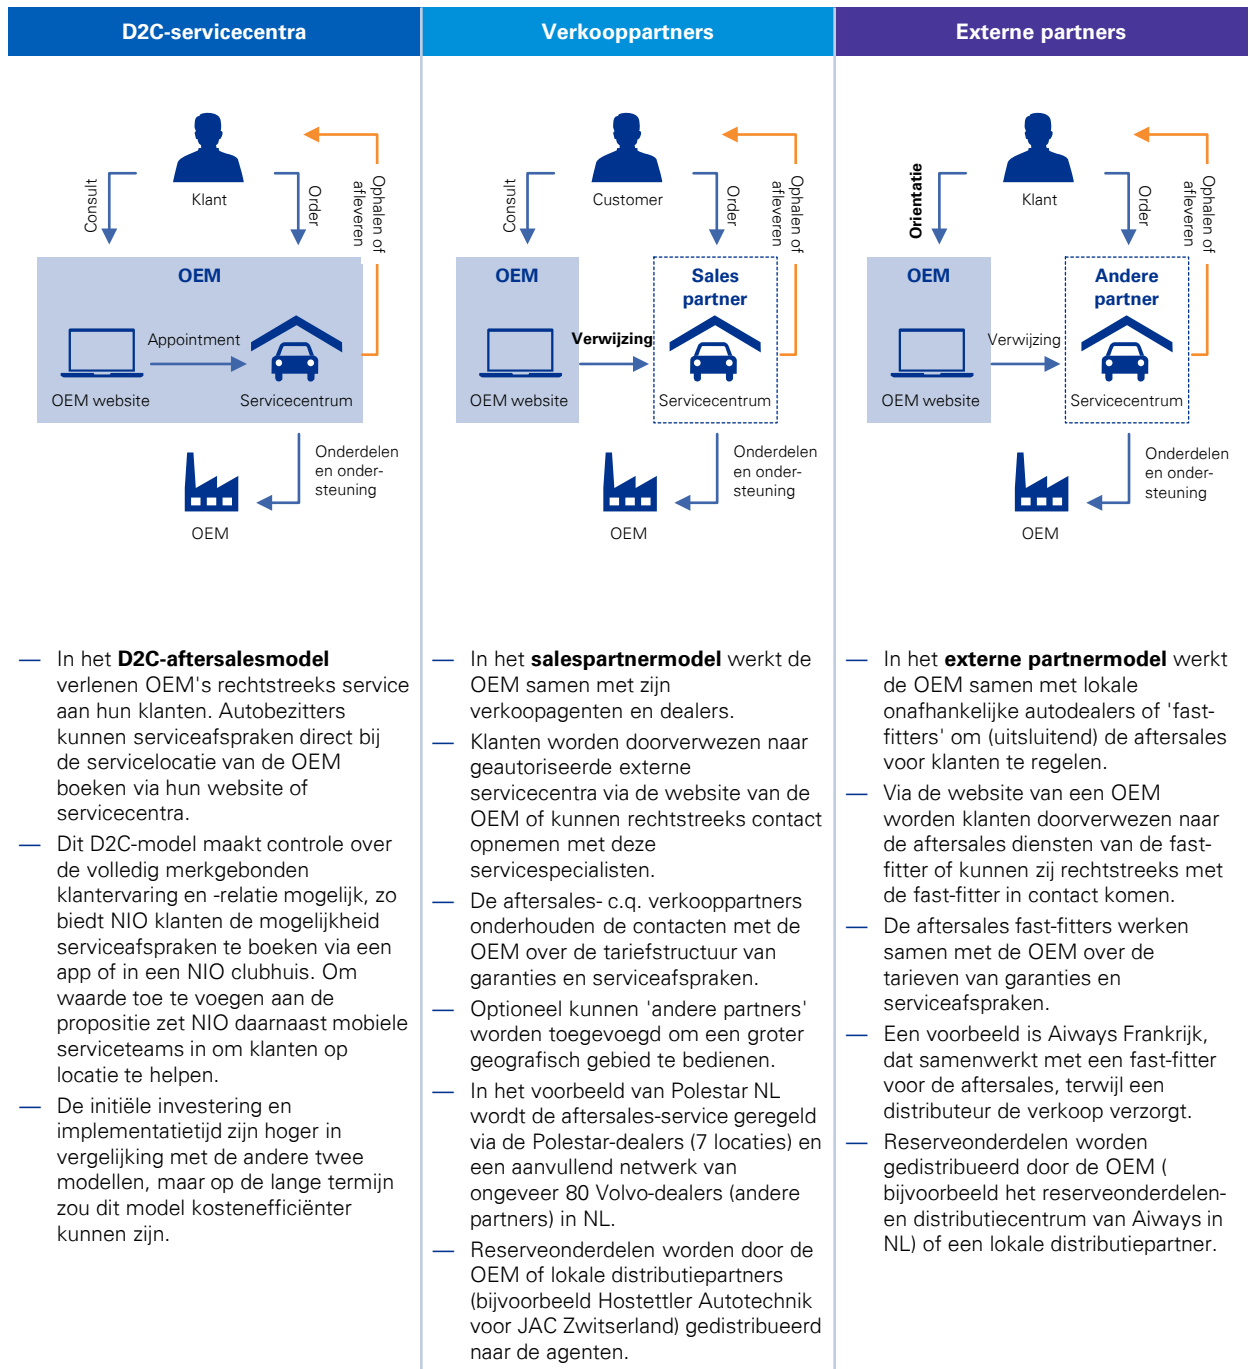 D2C-servicecentra
Klant
Consult
Order
Ophalen of
afleveren
OEM
Appointment
OEM website
Servicecentrum
Onderdelen
en onder-
steuning
OEM
— In het D2C-aftersalesmodel
verlenen OEM's rechtstreeks service
aan hun klanten. Autobezitters
kunnen serviceafspraken direct bij
de servicelocatie van de OEM
boeken via hun website of
servicecentra.
— Dit D2C-model maakt controle over
de volledig merkgebonden
klantervaring en -relatie mogelijk, zo
biedt NIO klanten de mogelijkheid
serviceafspraken te boeken via een
app of in een NIO clubhuis. Om
waarde toe te voegen aan de
propositie zet NIO daarnaast mobiele
serviceteams in om klanten op
locatie te helpen.
— De initiële investering en
implementatietijd zijn hoger in
vergelijking met de andere twee
modellen, maar op de lange termijn
zou dit model kostenefficiënter
kunnen zijn.
Verkooppartners
Customer
Consult
Order
Ophalen of
afleveren
OEM
Sales
partner
Verwijzing
OEM website
Servicecentrum
Onderdelen
en onder-
steuning
OEM
— In het salespartnermodel werkt de
OEM samen met zijn
verkoopagenten en dealers.
— Klanten worden doorverwezen naar
geautoriseerde externe
servicecentra via de website van de
OEM of kunnen rechtstreeks contact
opnemen met deze
servicespecialisten.
— De aftersales- c.q. verkooppartners
onderhouden de contacten met de
OEM over de tariefstructuur van
garanties en serviceafspraken.
— Optioneel kunnen 'andere partners'
worden toegevoegd om een groter
geografisch gebied te bedienen.
— In het voorbeeld van Polestar NL
wordt de aftersales-service geregeld
via de Polestar-dealers (7 locaties) en
een aanvullend netwerk van
ongeveer 80 Volvo-dealers (andere
partners) in NL.
— Reserveonderdelen worden door de
OEM of lokale distributiepartners
(bijvoorbeeld Hostettler Autotechnik
voor JAC Zwitserland) gedistribueerd
naar de agenten.
Externe partners
Klant
Orientatie
Order
Ophalen of
afleveren
OEM
Andere
partner
Verwijzing
OEM website
Servicecentrum
Onderdelen
en onder-
steuning
OEM
— In het externe partnermodel werkt
de OEM samen met lokale
onafhankelijke autodealers of 'fast-
fitters' om (uitsluitend) de aftersales
voor klanten te regelen.
— Via de website van een OEM
worden klanten doorverwezen naar
de aftersales diensten van de fast-
fitter of kunnen zij rechtstreeks met
de fast-fitter in contact komen.
— De aftersales fast-fitters werken
samen met de OEM over de
tarieven van garanties en
serviceafspraken.
— Een voorbeeld is Aiways Frankrijk,
dat samenwerkt met een fast-fitter
voor de aftersales, terwijl een
distributeur de verkoop verzorgt.
— Reserveonderdelen worden
gedistribueerd door de OEM (
bijvoorbeeld het reserveonderdelen-
en distributiecentrum van Aiways in
NL) of een lokale distributiepartner.